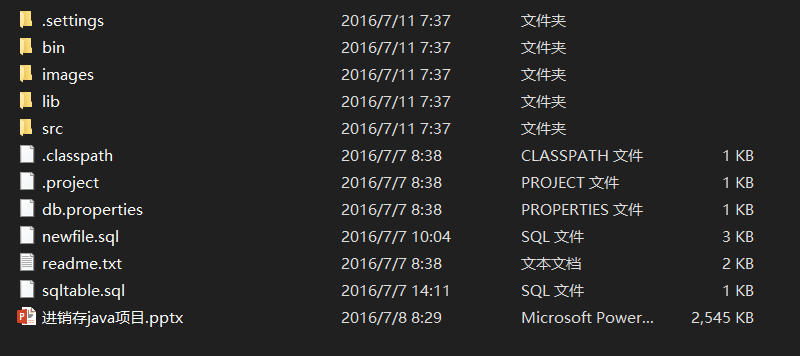 .settings 2016/7/11 7:37 文件夹
bin 2016/7/11 7:37 文件夹
images 2016/7/11 7:37 文件夹
lib 2016/7/11 7:37 文件夹
src 2016/7/11 7:37 文件夹
.classpath 2016/7/7 8:38 CLASSPATH 文件 1 KB
.project 2016/7/7 8:38 PROJECT 文件 1 KB
db.properties 2016/7/7 8:38 PROPERTIES 文件 1 KB
newfile.sql 2016/7/7 10:04 SQL 文件 3 KB
readme.txt 2016/7/7 8:38 文本文档 2 KB
sqltable.sql 2016/7/7 14:11 SQL 文件 1 KB
进销存java项目.pptx 2016/7/8 8:29 Microsoft Power... 2,545 KB